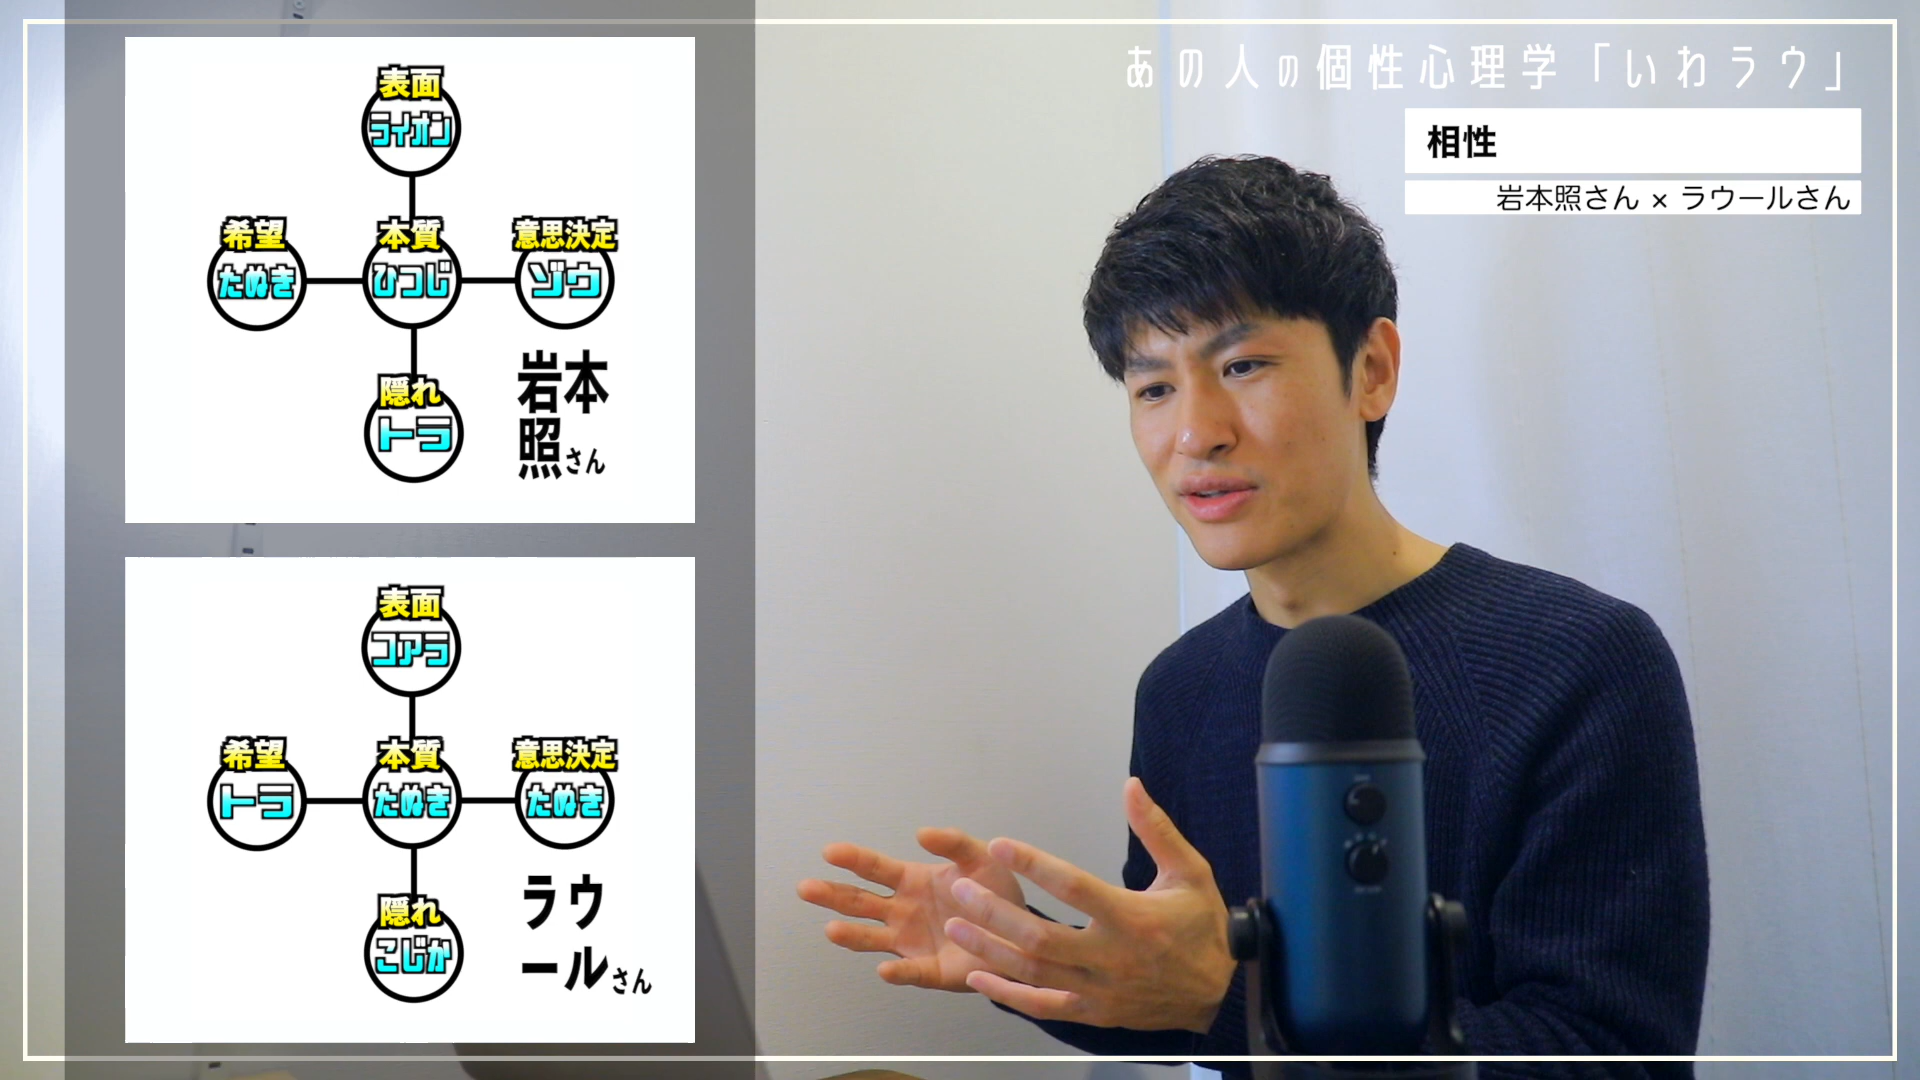 あの人の個性心理学「いわラウ」
相性
岩本照さん × ラウールさん
表面
ライオン
希望
たぬき
本質
ひつじ
意思決定
ゾウ
隠れ
トラ
岩本
照さん
表面
コアラ
希望
トラ
本質
たぬき
意思決定
たぬき
隠れ
こじか
ラウ
ールさん